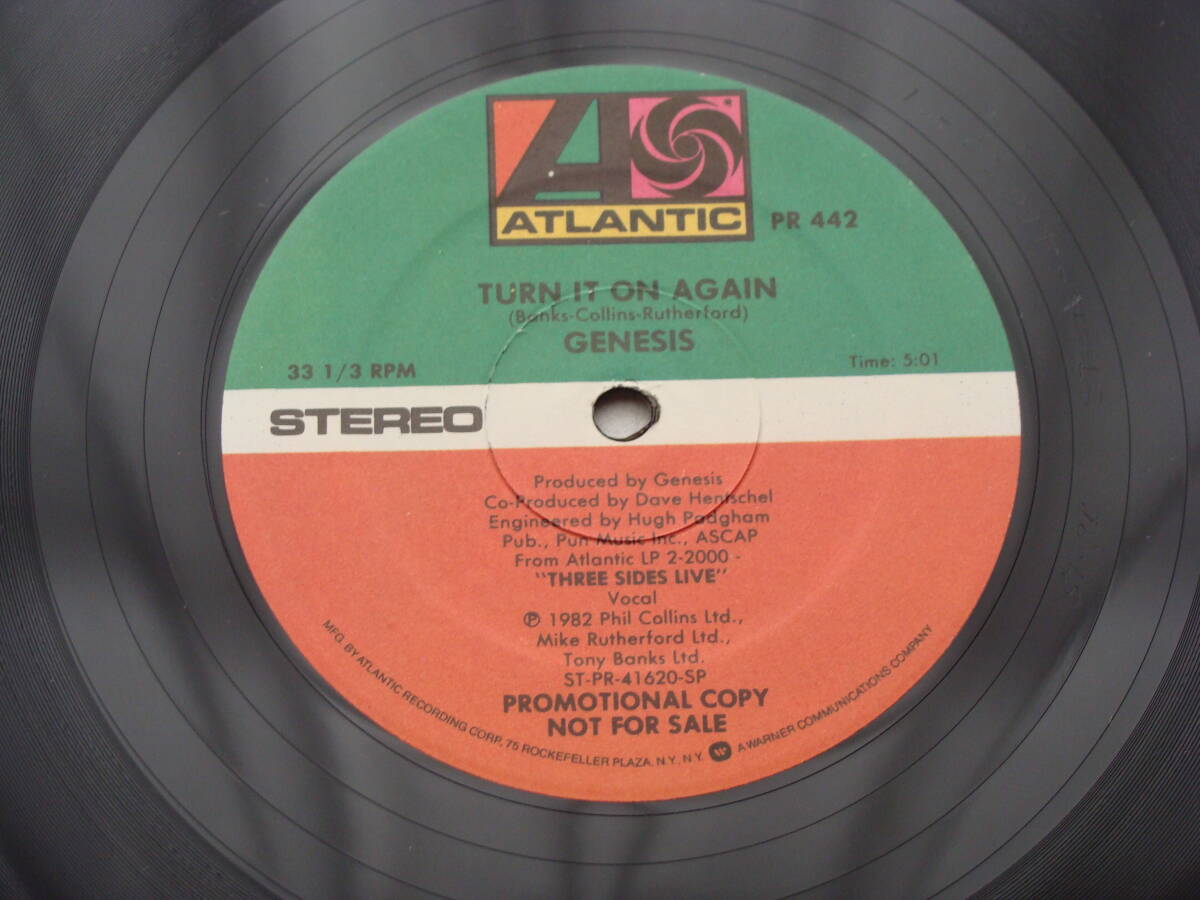 ATLANTIC
PR 442
TURN IT ON AGAIN
(Banks-Collins-Rutherford)
GENESIS
33 1/3 RPM
Time: 5:01
STEREO
Produced by Genesis
Co-Produced by Dave Hentschel
Engineered by Hugh Padgham
Pub., Pun Music Inc., ASCAP
From Atlantic LP 2-2000 -
"THREE SIDES LIVE"
Vocal
℗ 1982 Phil Collins Ltd.,
Mike Rutherford Ltd.,
Tony Banks Ltd.
ST-PR-41620-SP
PROMOTIONAL COPY
NOT FOR SALE
MFG. BY ATLANTIC RECORDING CORP., 75 ROCKEFELLER PLAZA, N.Y., N.Y. A WARNER COMMUNICATIONS COMPANY